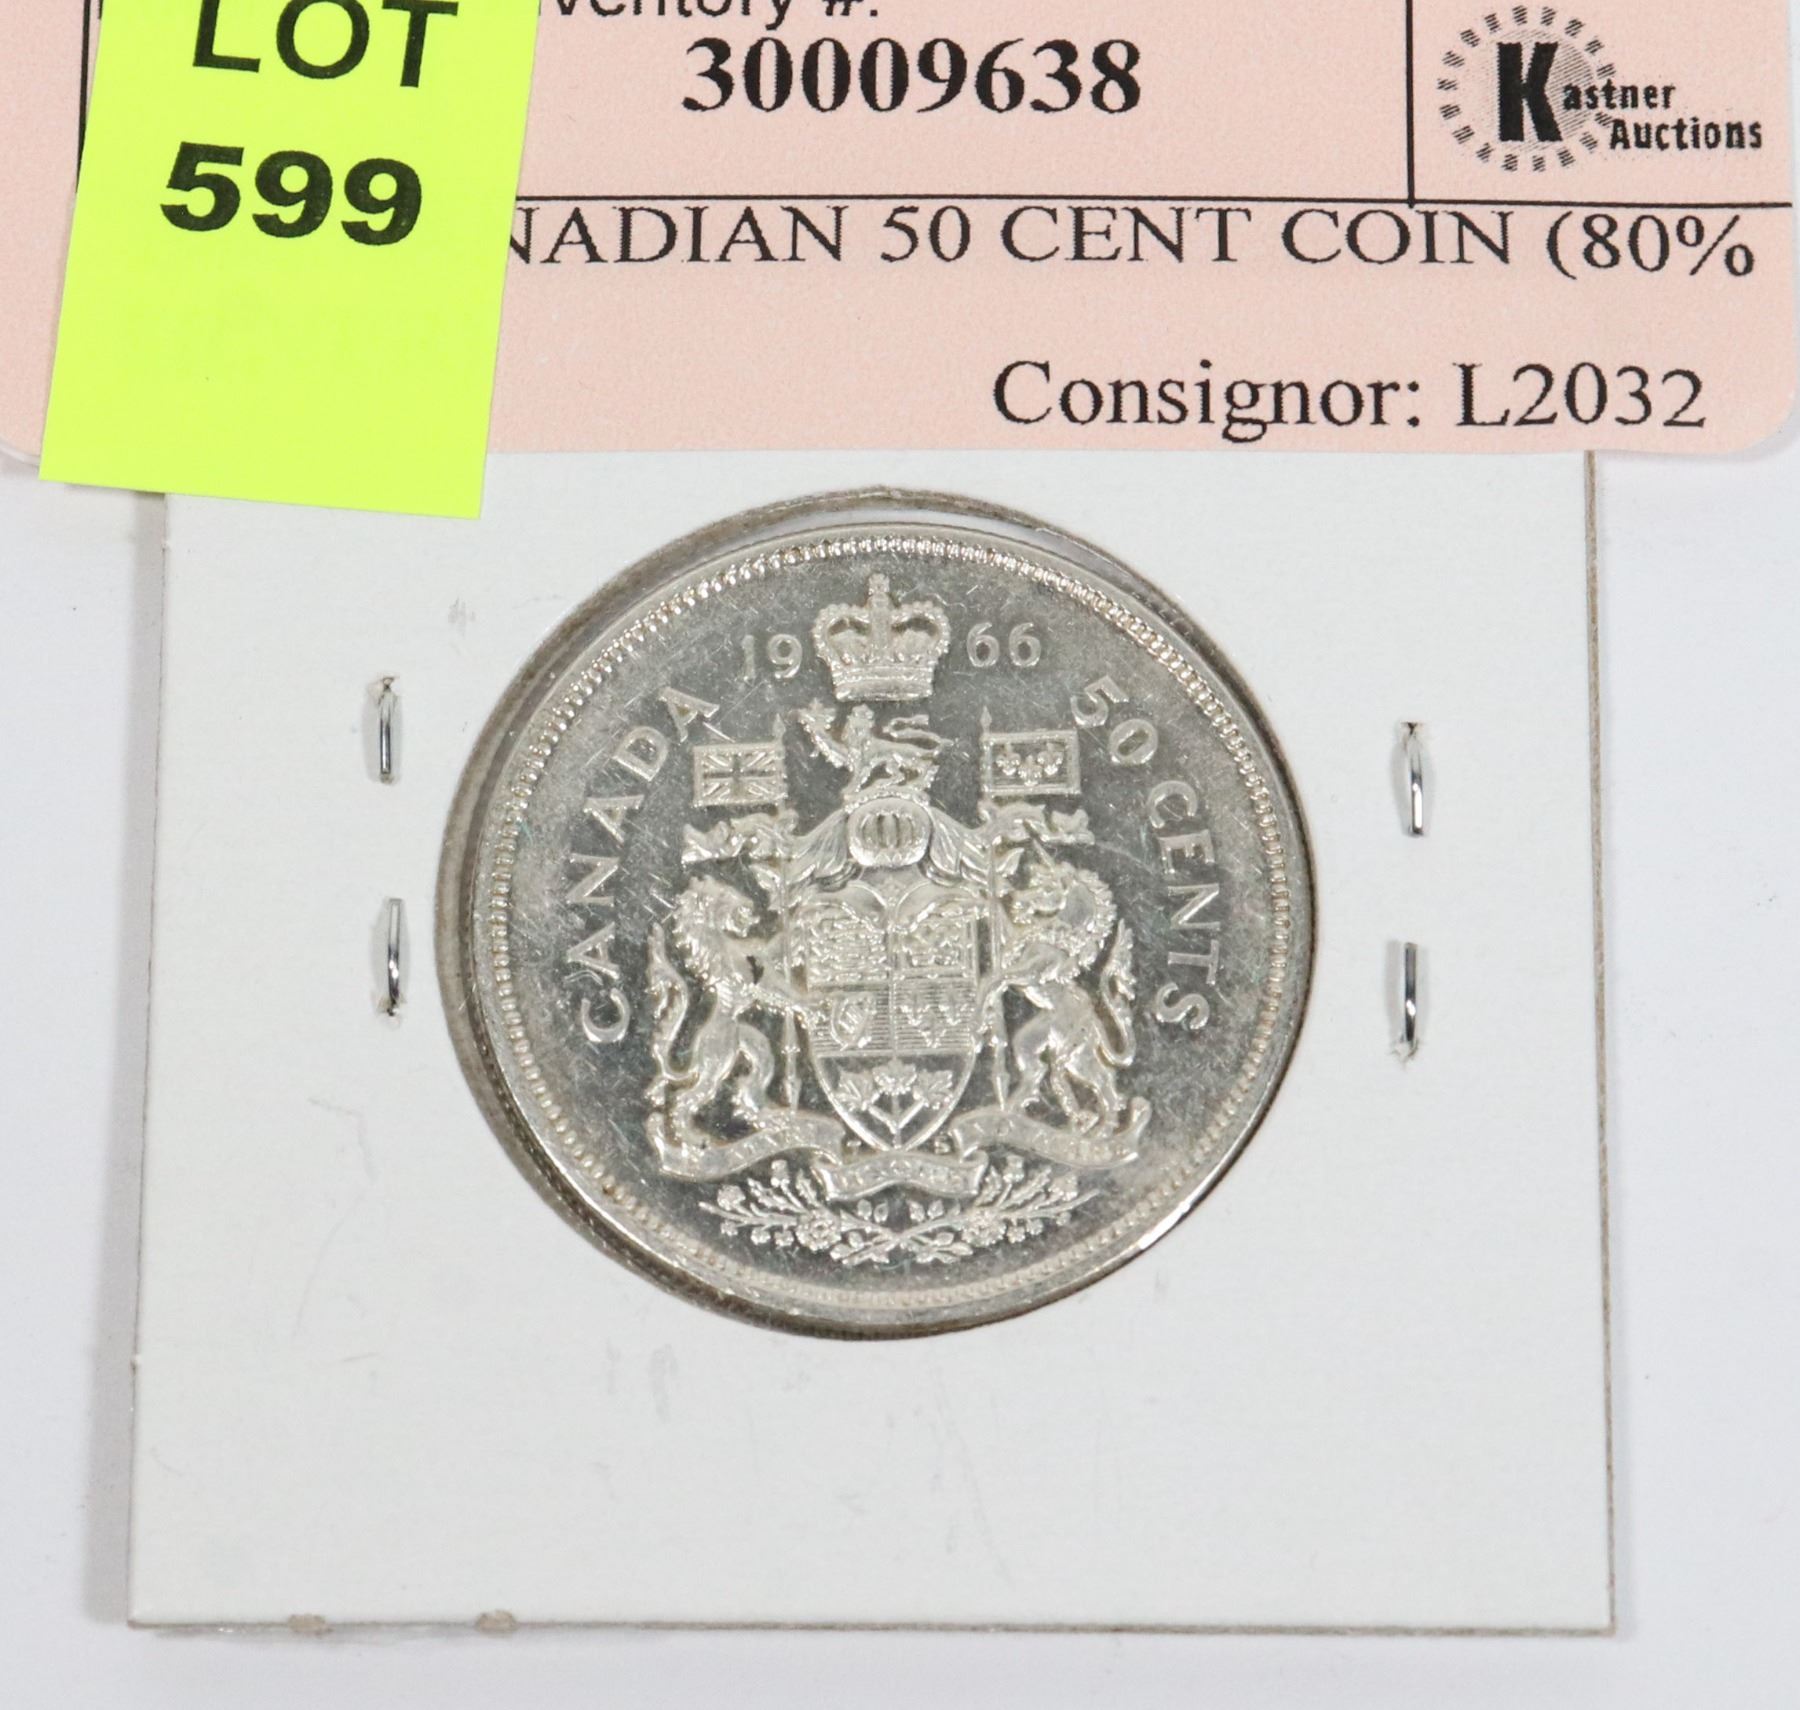 LOT
599
ventory #:
30009638
Kastner
Auctions
NADIAN 50 CENT COIN (80%
Consignor: L2032
1966
CANADA
50 CENTS